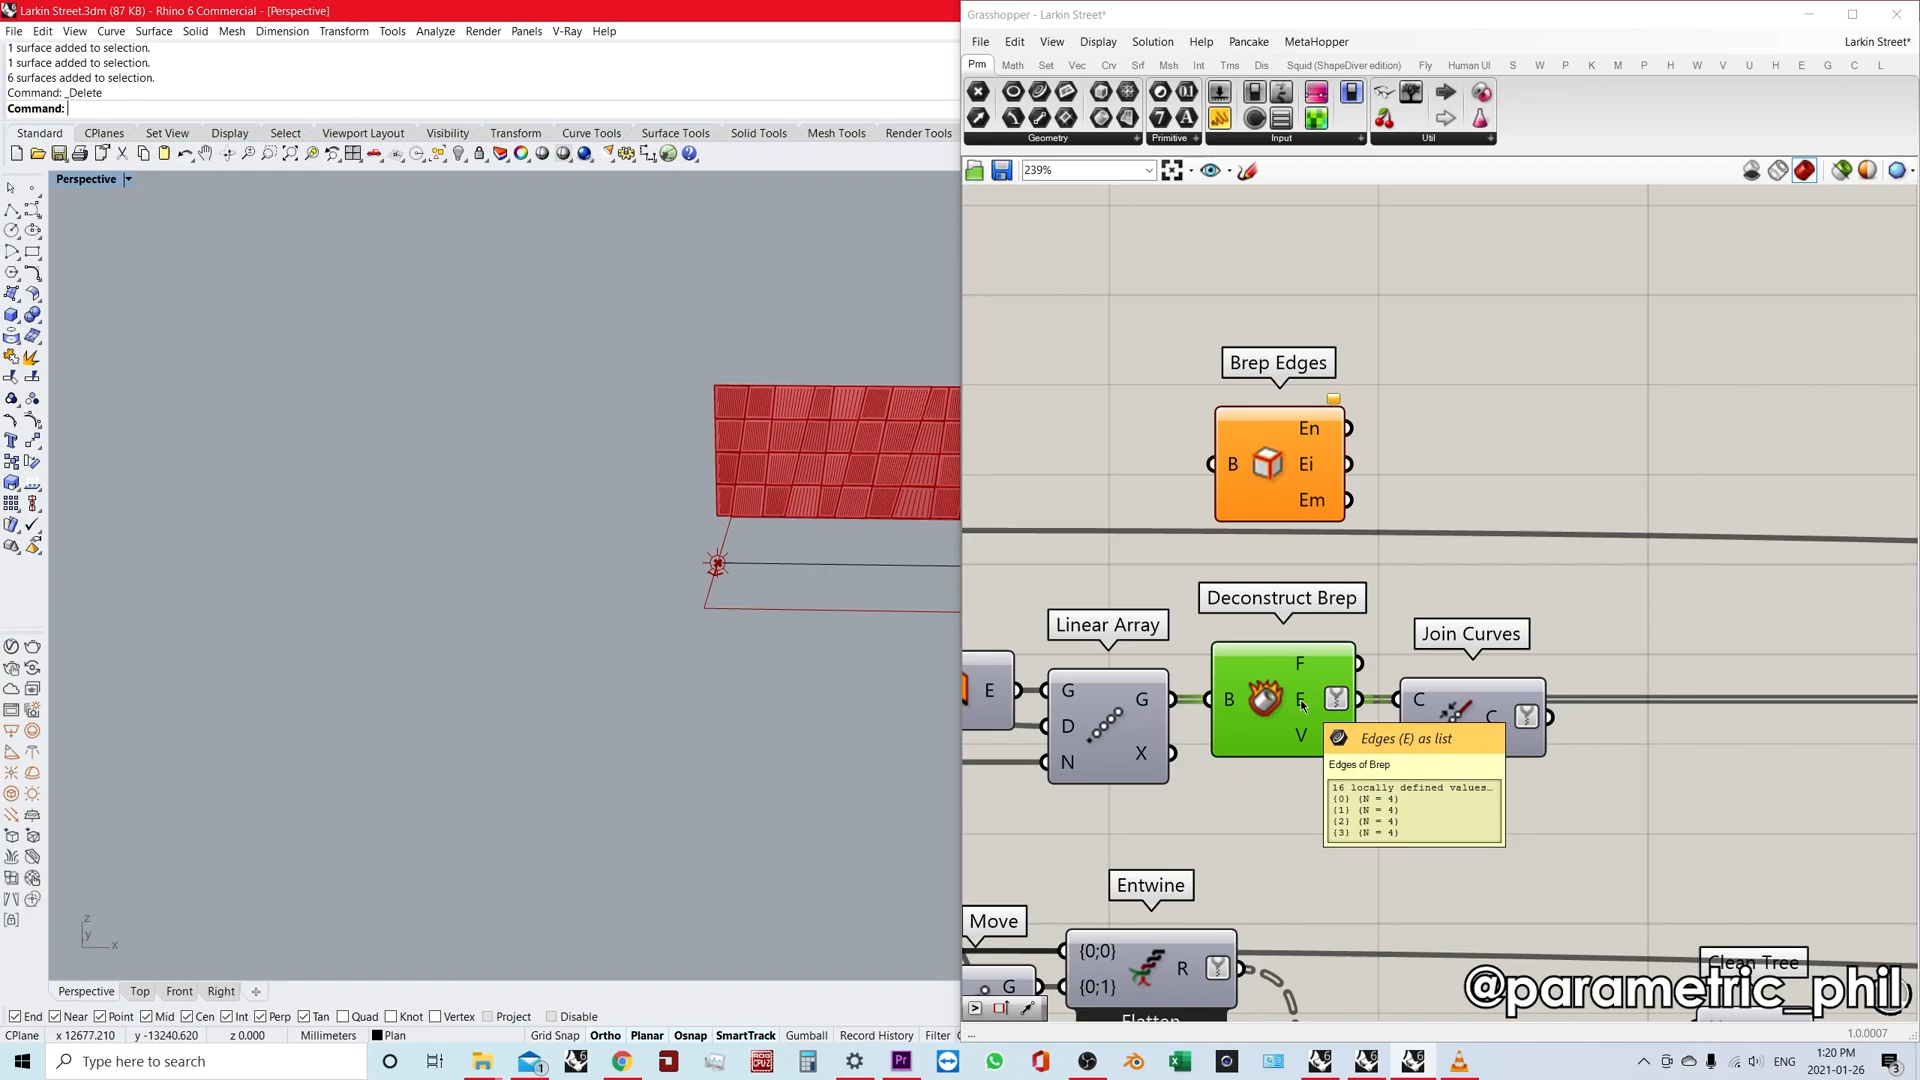 Larkin Street.3dm (87 KB) - Rhino 6 Commercial - [Perspective]
File Edit View Curve Surface Solid Mesh Dimension Transform Tools Analyze Render Panels V-Ray Help
1 surface added to selection.
1 surface added to selection.
6 surfaces added to selection.
Command: _Delete
Command:
Standard CPlanes Set View Display Select Viewport Layout Visibility Transform Curve Tools Surface Tools Solid Tools Mesh Tools Render Tools
Perspective
z
y
x
Perspective Top Front Right
End Near Point Mid Cen Int Perp Tan Quad Knot Vertex Project Disable
CPlane x 12677.210 y -13240.620 z 0.000 Millimeters Plan Grid Snap Ortho Planar Osnap SmartTrack Gumball Record History Filter
Grasshopper - Larkin Street*
File Edit View Display Solution Help Pancake MetaHopper Larkin Street*
Prm Math Set Vec Crv Srf Msh Int Trns Dis Squid (ShapeDiver edition) Fly Human UI S W P K M P H R W V U H E G C L
Geometry Primitive Input Util
239%
Brep Edges
B En Ei Em
Linear Array
Deconstruct Brep
Join Curves
E
G D N G X
B F E V
C C
Edges (E) as list
Edges of Brep
16 locally defined values…
{0} (N = 4)
{1} (N = 4)
{2} (N = 4)
{3} (N = 4)
Entwine
Move
{0;0}
{0;1}
R
G
Flatten
Clean Tree
@parametric_phil
1.0.0007
Type here to search
ENG
1:20 PM
2021-01-26